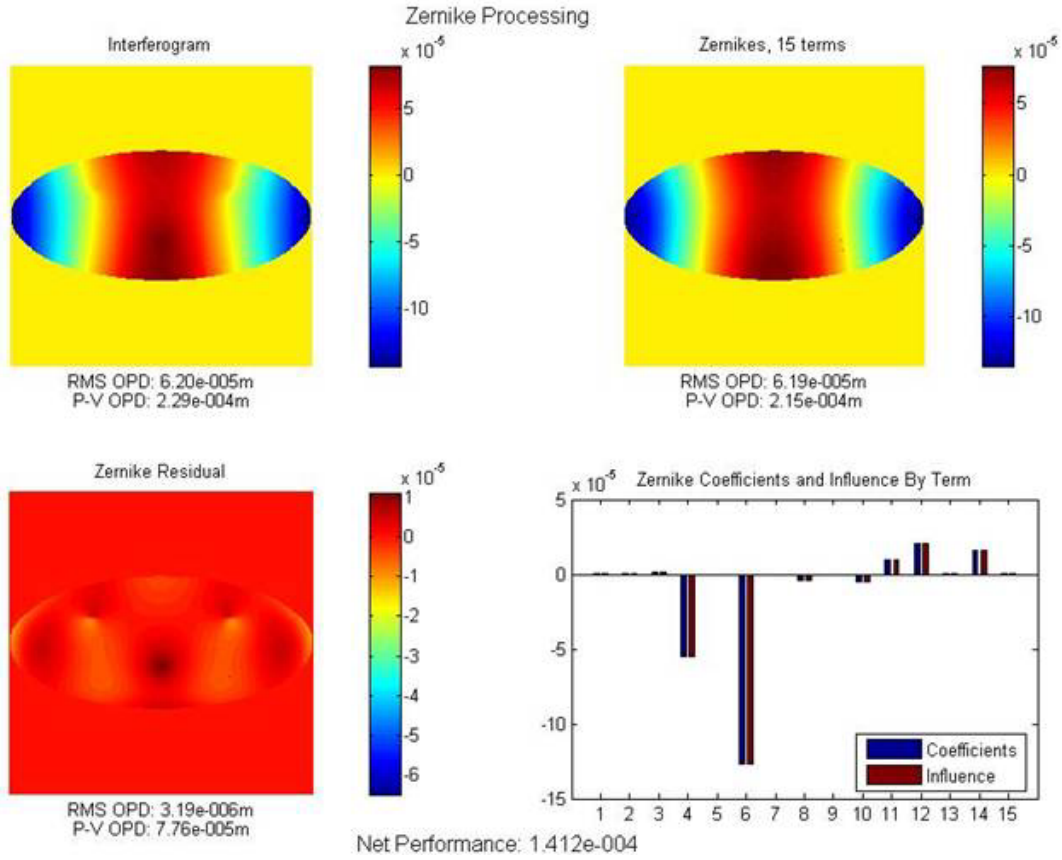 Zernike Processing
Interferogram
x 10^-5
5
0
-5
-10
RMS OPD: 6.20e-005m
P-V OPD: 2.29e-004m
Zernikes, 15 terms
x 10^-5
5
0
-5
-10
RMS OPD: 6.19e-005m
P-V OPD: 2.15e-004m
Zernike Residual
x 10^-5
1
0
-1
-2
-3
-4
-5
-6
RMS OPD: 3.19e-006m
P-V OPD: 7.76e-005m
Zernike Coefficients and Influence By Term
x 10^-5
5
0
-5
-10
-15
Coefficients
Influence
1 2 3 4 5 6 7 8 9 10 11 12 13 14 15
Net Performance: 1.412e-004